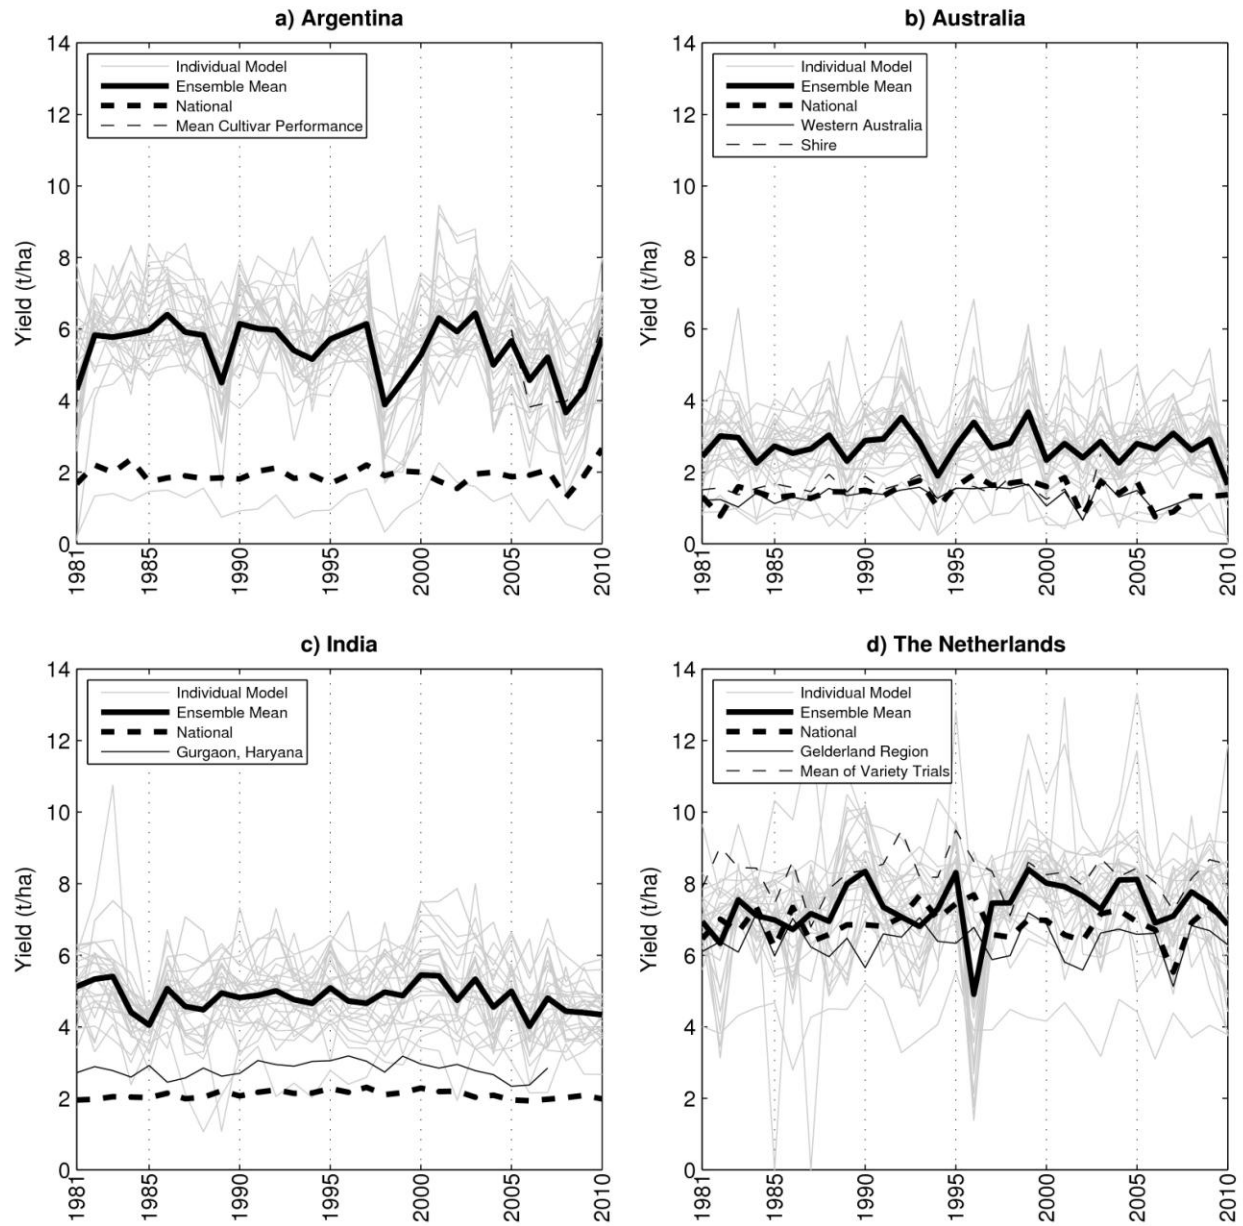 a) Argentina
Yield (t/ha)
14
12
10
8
6
4
2
0
Individual Model
Ensemble Mean
National
Mean Cultivar Performance
1981
1985
1990
1995
2000
2005
2010
b) Australia
Yield (t/ha)
14
12
10
8
6
4
2
0
Individual Model
Ensemble Mean
National
Western Australia
Shire
1981
1985
1990
1995
2000
2005
2010
c) India
Yield (t/ha)
14
12
10
8
6
4
2
0
Individual Model
Ensemble Mean
National
Gurgaon, Haryana
1981
1985
1990
1995
2000
2005
2010
d) The Netherlands
Yield (t/ha)
14
12
10
8
6
4
2
0
Individual Model
Ensemble Mean
National
Gelderland Region
Mean of Variety Trials
1981
1985
1990
1995
2000
2005
2010